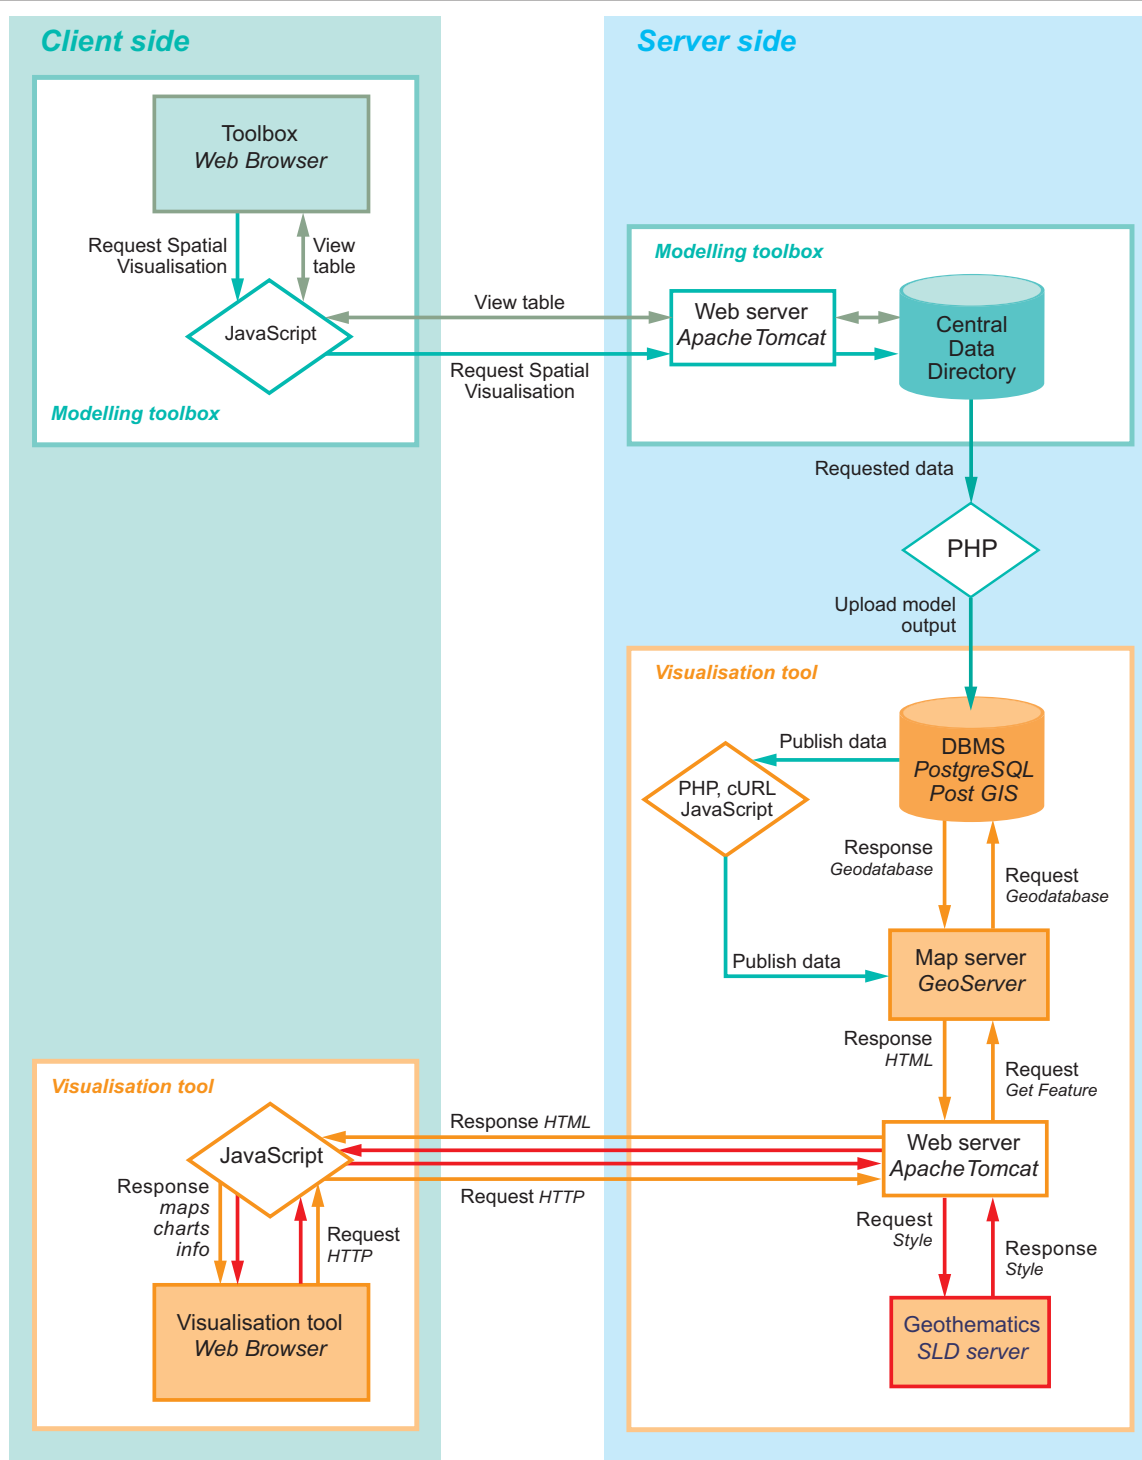 Client side
Server side
Toolbox
Web Browser
Request Spatial
Visualisation
View
table
JavaScript
Modelling toolbox
View table
Request Spatial
Visualisation
Modelling toolbox
Web server
Apache Tomcat
Central
Data
Directory
Requested data
PHP
Upload model
output
Visualisation tool
DBMS
PostgreSQL
Post GIS
Publish data
PHP, cURL
JavaScript
Response
Geodatabase
Request
Geodatabase
Publish data
Map server
GeoServer
Response
HTML
Request
Get Feature
Web server
Apache Tomcat
Request
Style
Response
Style
Geothematics
SLD server
Visualisation tool
JavaScript
Response HTML
Request HTTP
Response
maps
charts
info
Request
HTTP
Visualisation tool
Web Browser